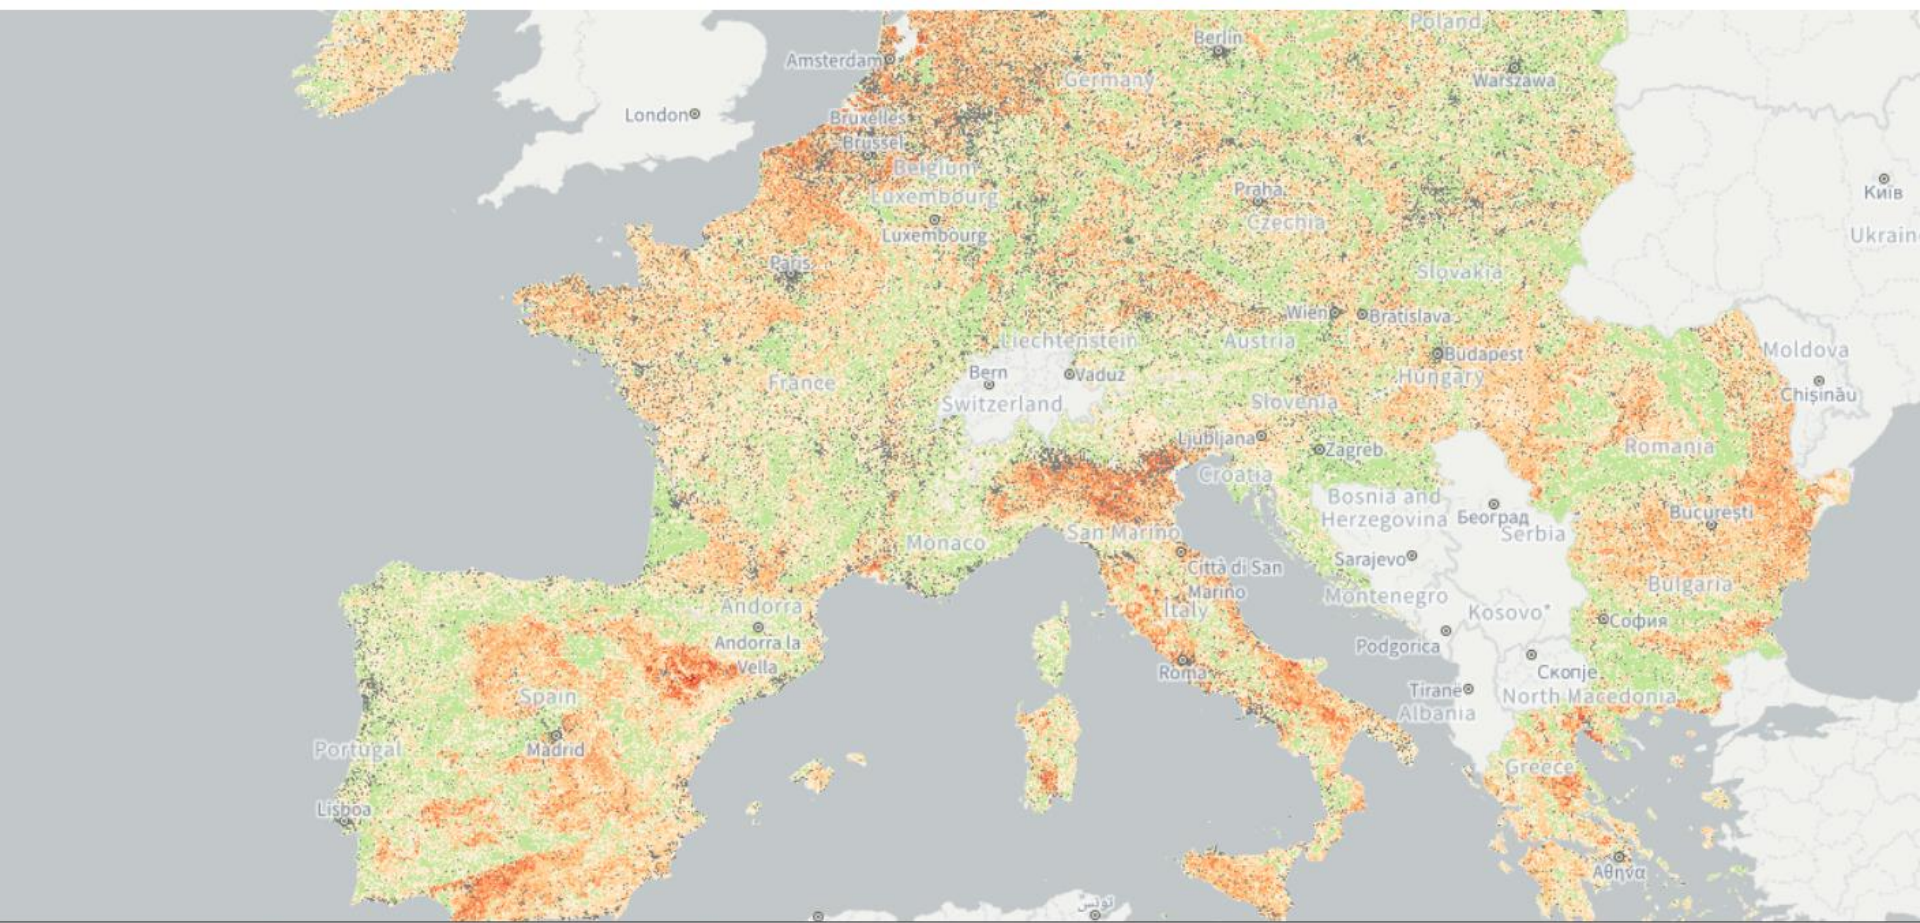 Poland
Berlin
Amsterdam
Germany
Warszawa
London
Bruxelles
Brussel
Belgium
Київ
Praha
Luxembourg
Czechia
Luxembourg
Ukrain
Paris
Slovakia
Wien
Bratislava
Liechtenstein
Austria
Moldova
Budapest
Bern
Vaduz
Hungary
France
Chișinău
Switzerland
Slovenia
Ljubljana
Zagreb
Romania
Croatia
Bosnia and
Herzegovina
Београд
București
San Marino
Serbia
Monaco
Sarajevo
Città di San
Marino
Bulgaria
Montenegro
Andorra
Italy
Kosovo*
София
Andorra la
Vella
Podgorica
Roma
Скопје
Spain
Tiranë
North Macedonia
Albania
Portugal
Madrid
Greece
Lisboa
Αθήνα
تونس